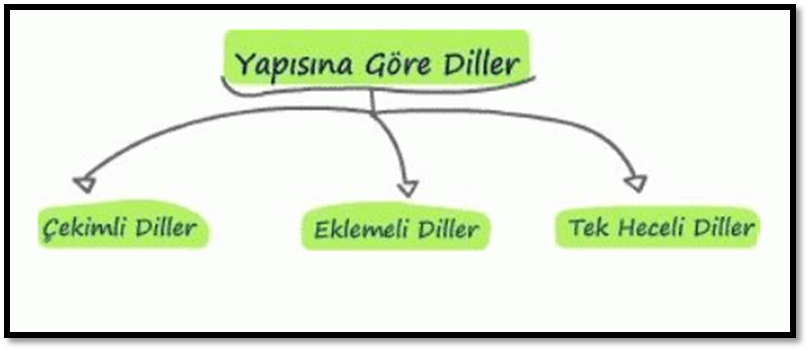 Yapısına Göre Diller
Çekimli Diller
Eklemeli Diller
Tek Heceli Diller